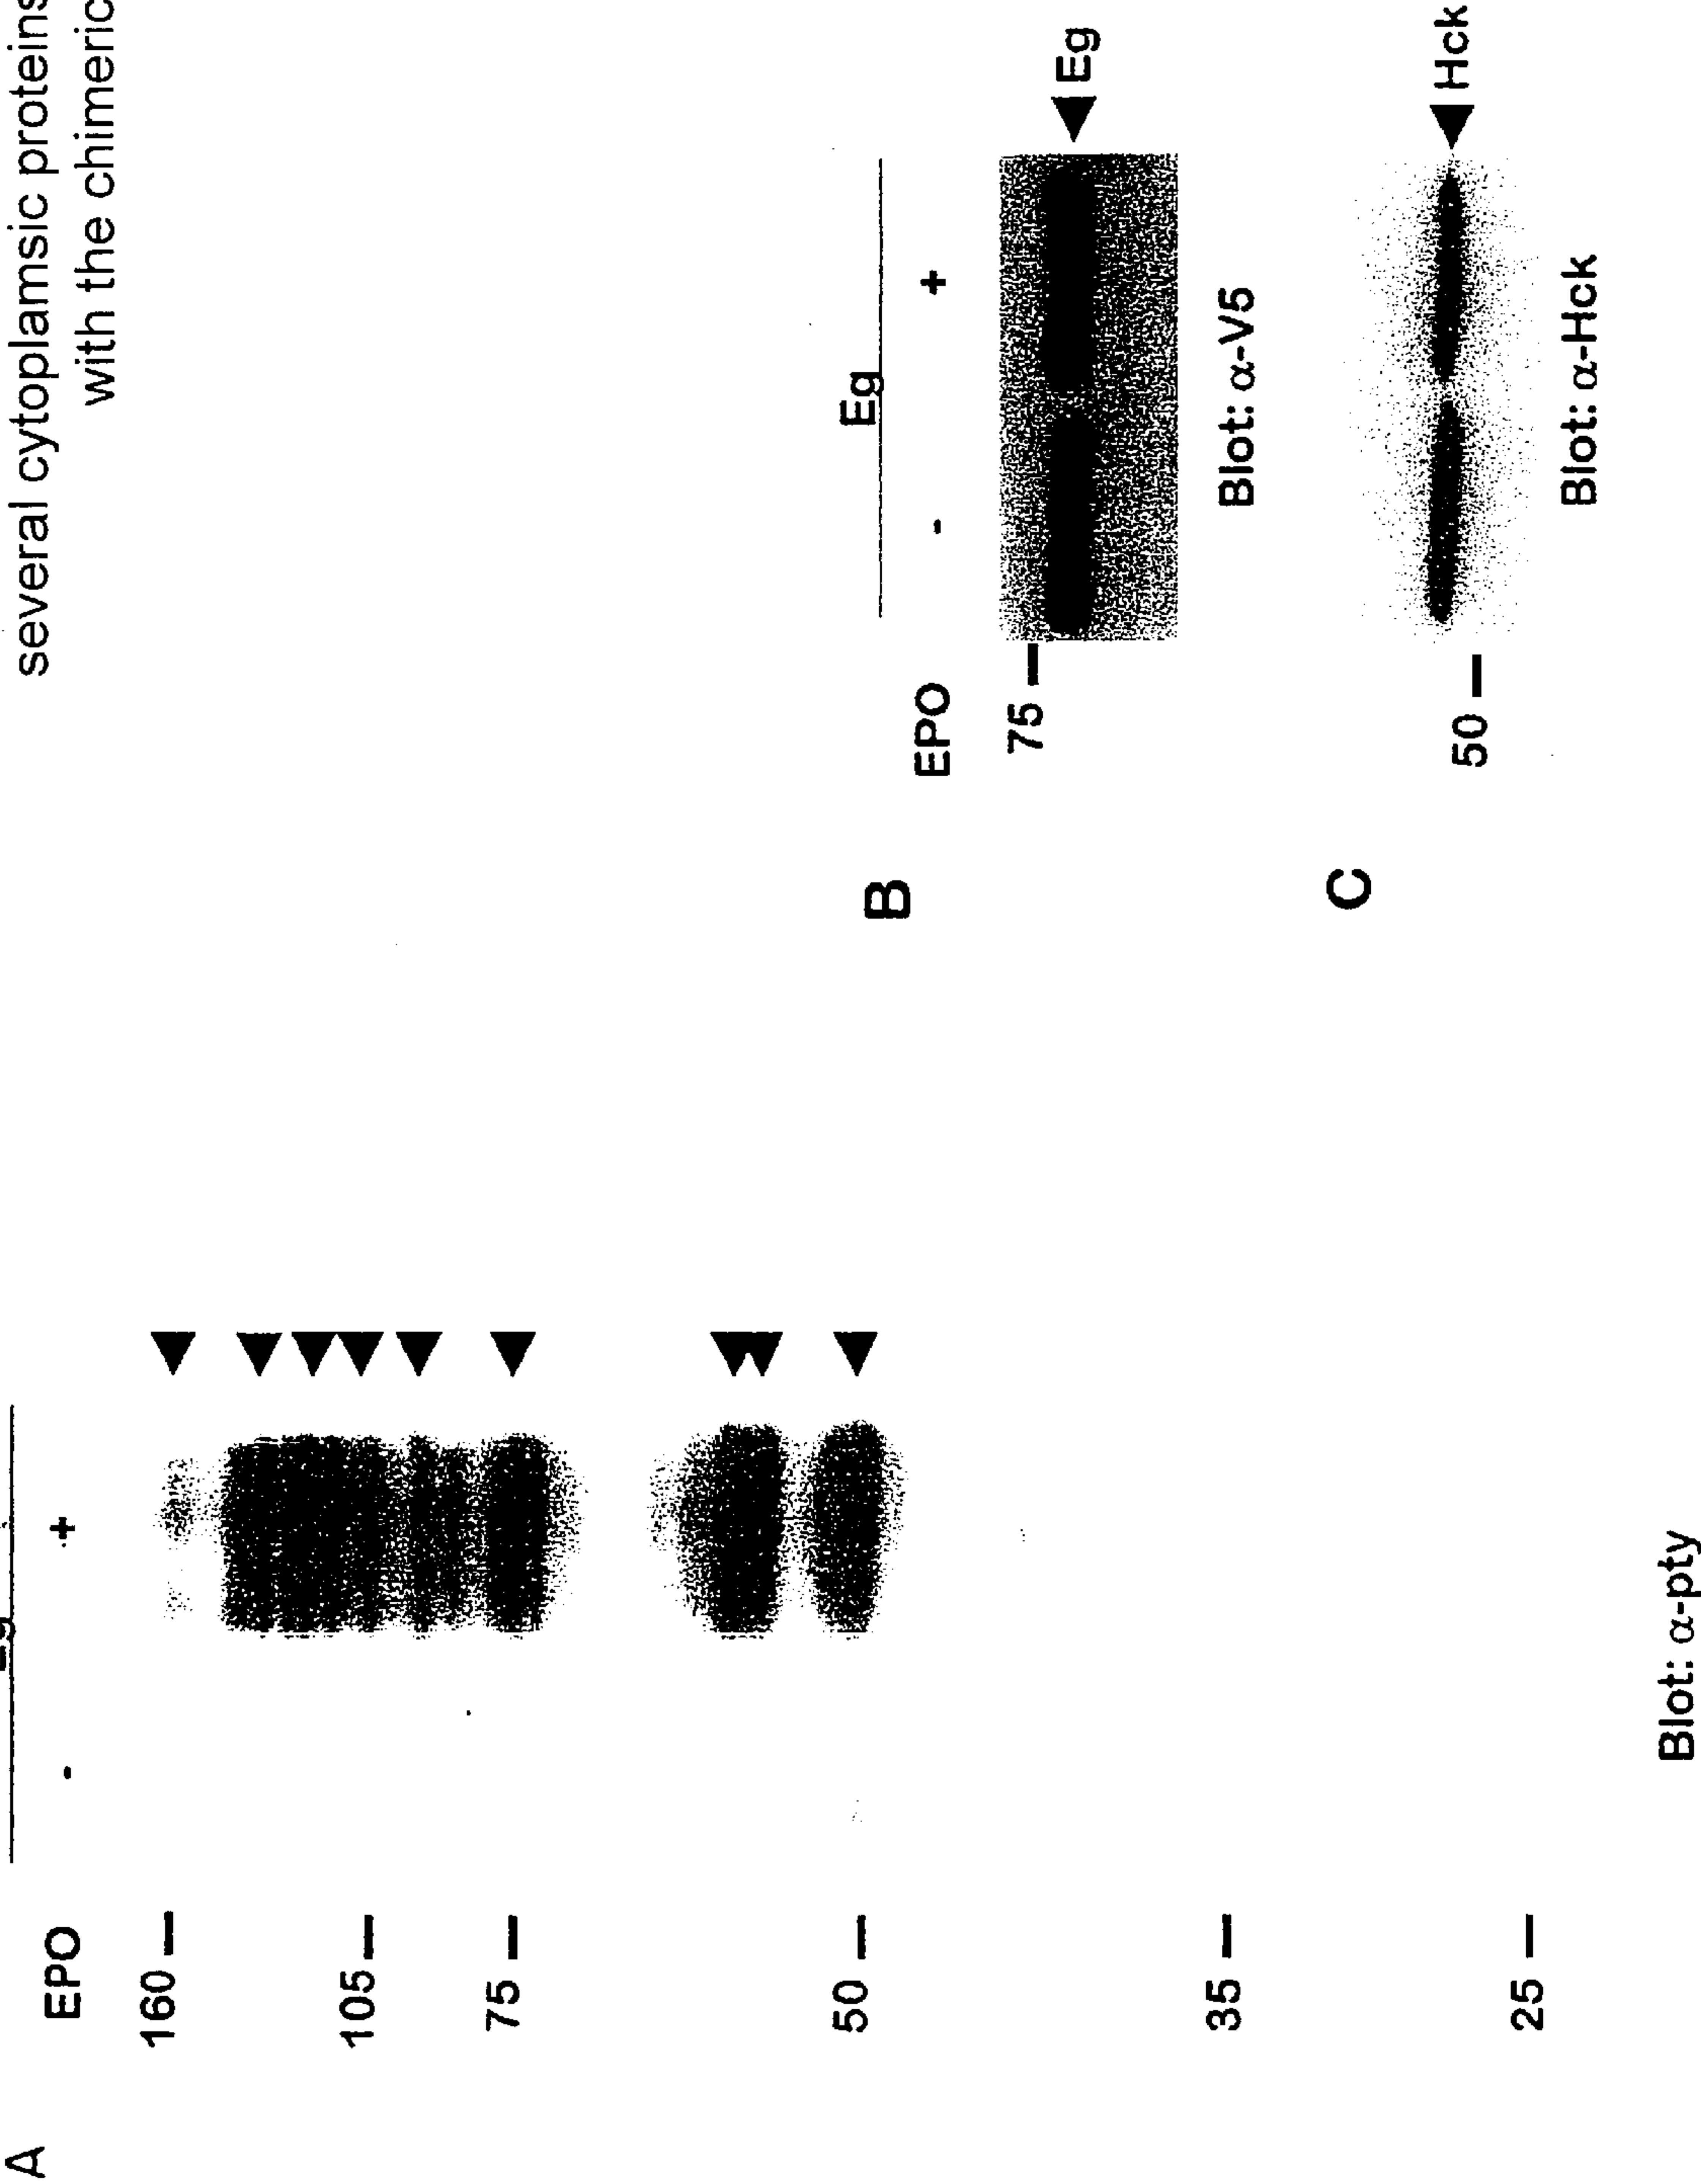 several cytoplamsic proteins
with the chimeric
A
EPO - +
160
105
75
50
35
25
Blot: α-pty
B
Eg
EPO - +
75
Eg
Blot: α-V5
C
50
Hck
Blot: α-Hck